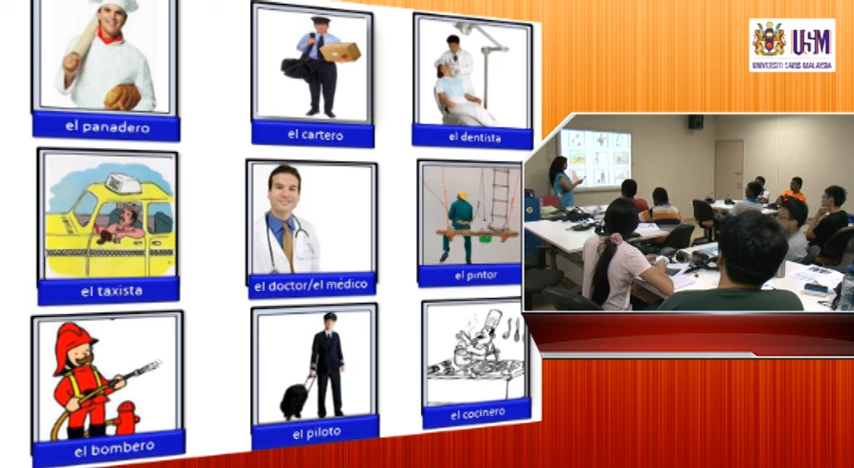 USM
UNIVERSITI SAINS MALAYSIA
el panadero
el cartero
el dentista
el taxista
el doctor/el médico
el pintor
el bombero
el piloto
el cocinero